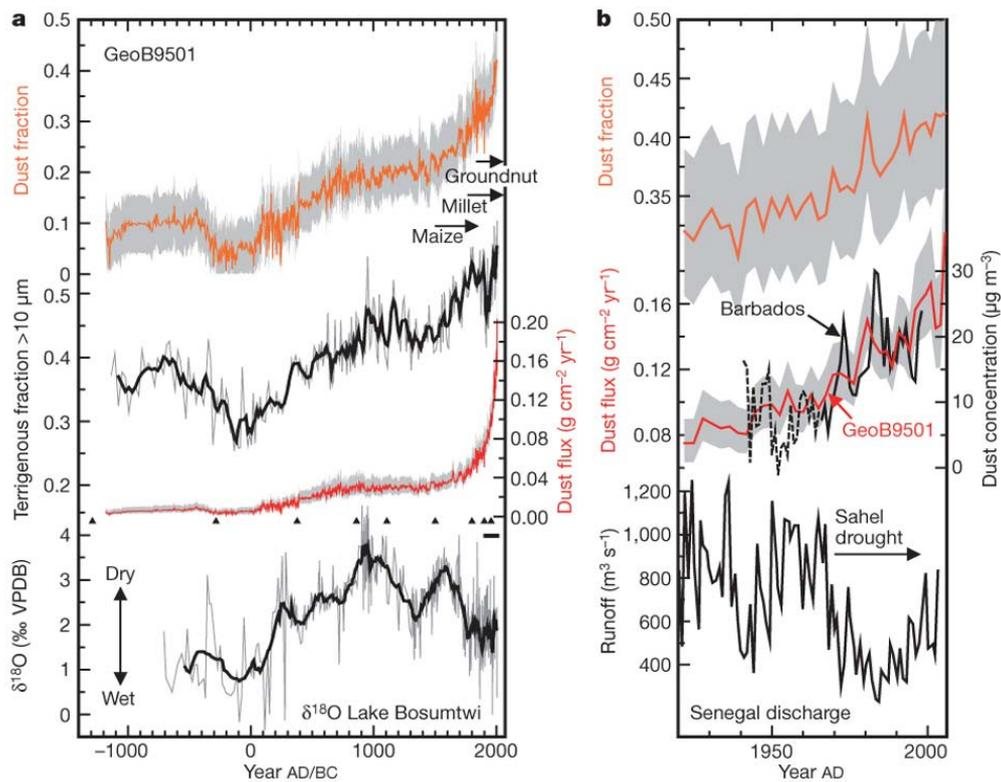 a
GeoB9501
Dust fraction
0.5
0.4
0.3
0.2
0.1
0
Groundnut
Millet
Maize
Terrigenous fraction >10 µm
0.5
0.4
0.3
0.2
0.20
0.16
0.12
0.08
0.04
0.00
Dust flux (g cm⁻² yr⁻¹)
δ¹⁸O (‰ VPDB)
4
3
2
1
0
Dry
Wet
δ¹⁸O Lake Bosumtwi
−1000
0
1000
2000
Year AD/BC
b
Dust fraction
0.50
0.45
0.40
0.35
Dust flux (g cm⁻² yr⁻¹)
0.16
0.12
0.08
Barbados
GeoB9501
30
20
10
0
Dust concentration (µg m⁻³)
Runoff (m³ s⁻¹)
1,200
1,000
800
600
400
Sahel
drought
Senegal discharge
1950
2000
Year AD